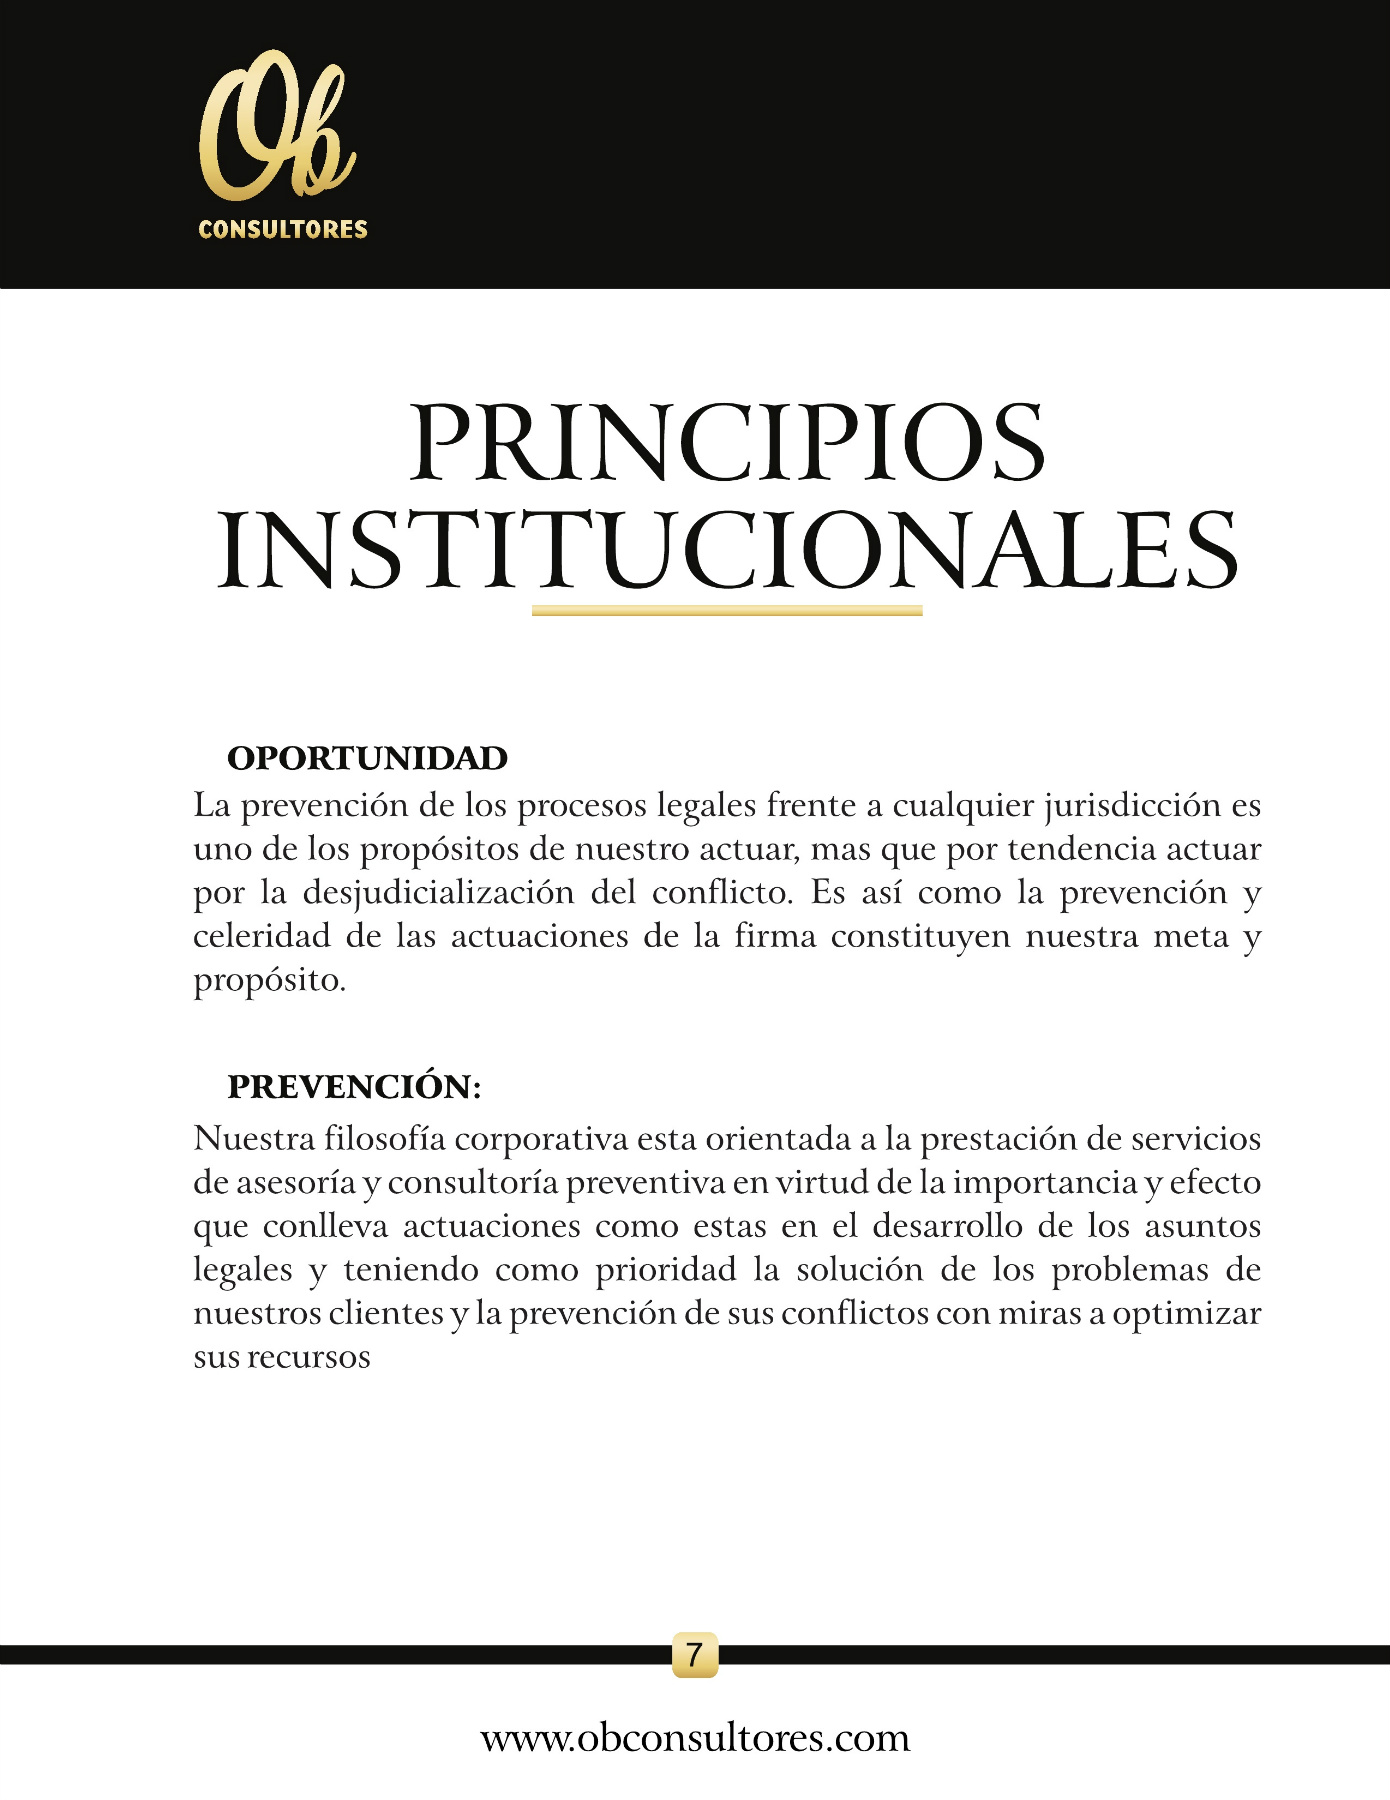 Ob
CONSULTORES
PRINCIPIOS
INSTITUCIONALES
OPORTUNIDAD
La prevención de los procesos legales frente a cualquier jurisdicción es
uno de los propósitos de nuestro actuar, mas que por tendencia actuar
por la desjudicialización del conflicto. Es así como la prevención y
celeridad de las actuaciones de la firma constituyen nuestra meta y
propósito.
PREVENCIÓN:
Nuestra filosofía corporativa esta orientada a la prestación de servicios
de asesoría y consultoría preventiva en virtud de la importancia y efecto
que conlleva actuaciones como estas en el desarrollo de los asuntos
legales y teniendo como prioridad la solución de los problemas de
nuestros clientes y la prevención de sus conflictos con miras a optimizar
sus recursos
7
www.obconsultores.com